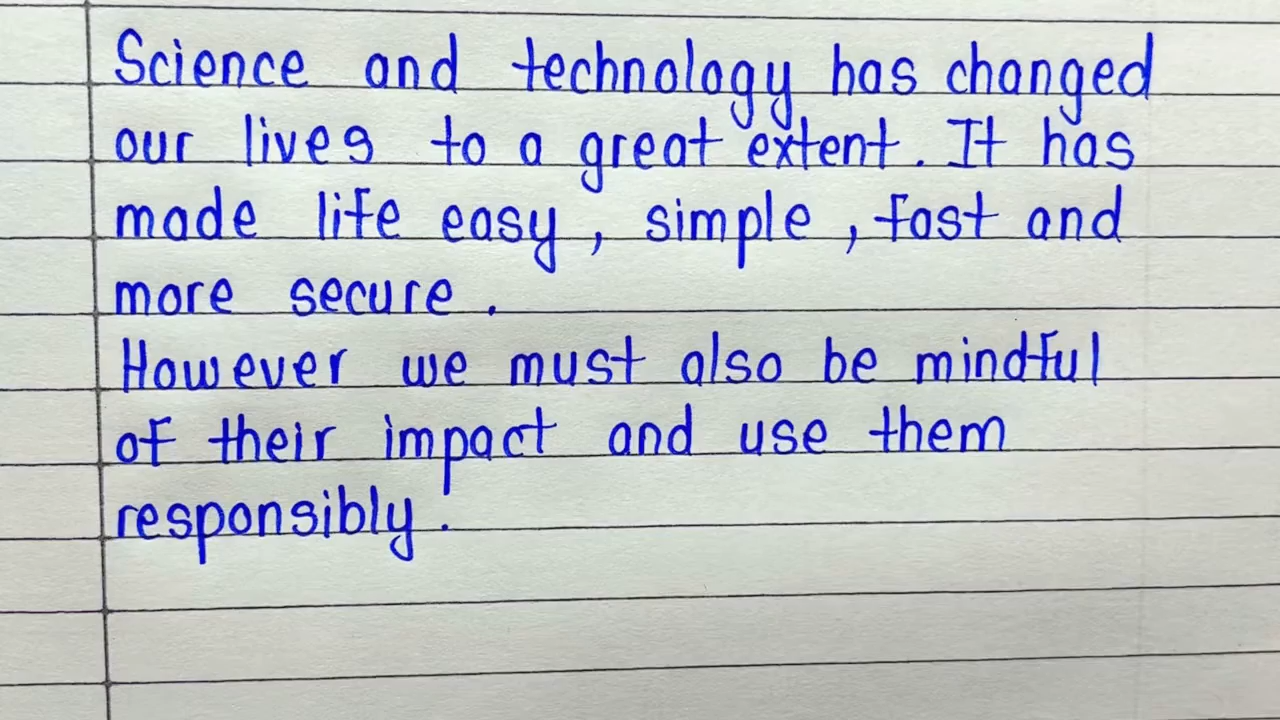 Science and technology has changed
our lives to a great extent. It has
made life easy, simple, fast and
more secure.
However we must also be mindful
of their impact and use them
responsibly.